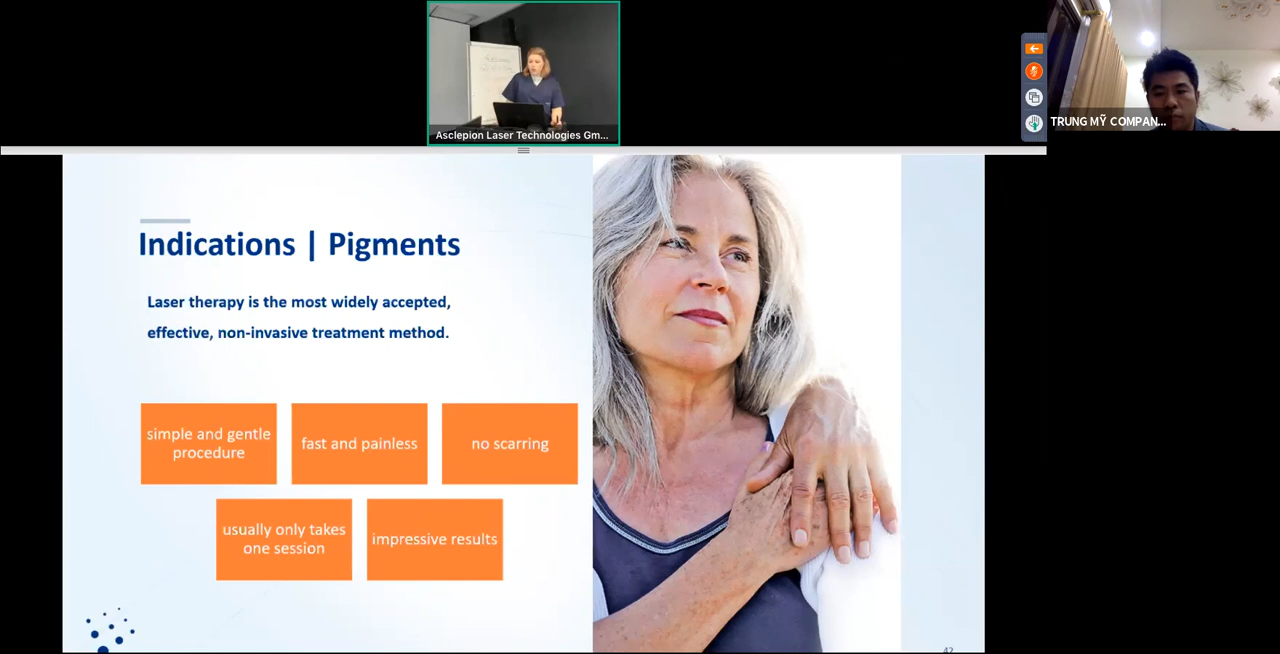 Asclepion Laser Technologies Gm...
TRUNG MỸ COMPAN...
Indications | Pigments
Laser therapy is the most widely accepted,
effective, non-invasive treatment method.
simple and gentle
procedure
fast and painless
no scarring
usually only takes
one session
impressive results
42